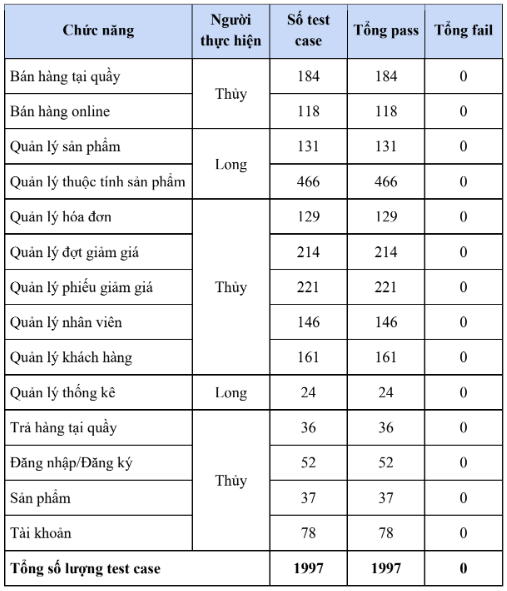 Chức năng | Người thực hiện | Số test case | Tổng pass | Tổng fail
Bán hàng tại quầy | Thủy | 184 | 184 | 0
Bán hàng online | 118 | 118 | 0
Quản lý sản phẩm | Long | 131 | 131 | 0
Quản lý thuộc tính sản phẩm | 466 | 466 | 0
Quản lý hóa đơn | Thủy | 129 | 129 | 0
Quản lý đợt giảm giá | 214 | 214 | 0
Quản lý phiếu giảm giá | 221 | 221 | 0
Quản lý nhân viên | 146 | 146 | 0
Quản lý khách hàng | 161 | 161 | 0
Quản lý thống kê | Long | 24 | 24 | 0
Trả hàng tại quầy | Thủy | 36 | 36 | 0
Đăng nhập/Đăng ký | 52 | 52 | 0
Sản phẩm | 37 | 37 | 0
Tài khoản | 78 | 78 | 0
Tổng số lượng test case | 1997 | 1997 | 0